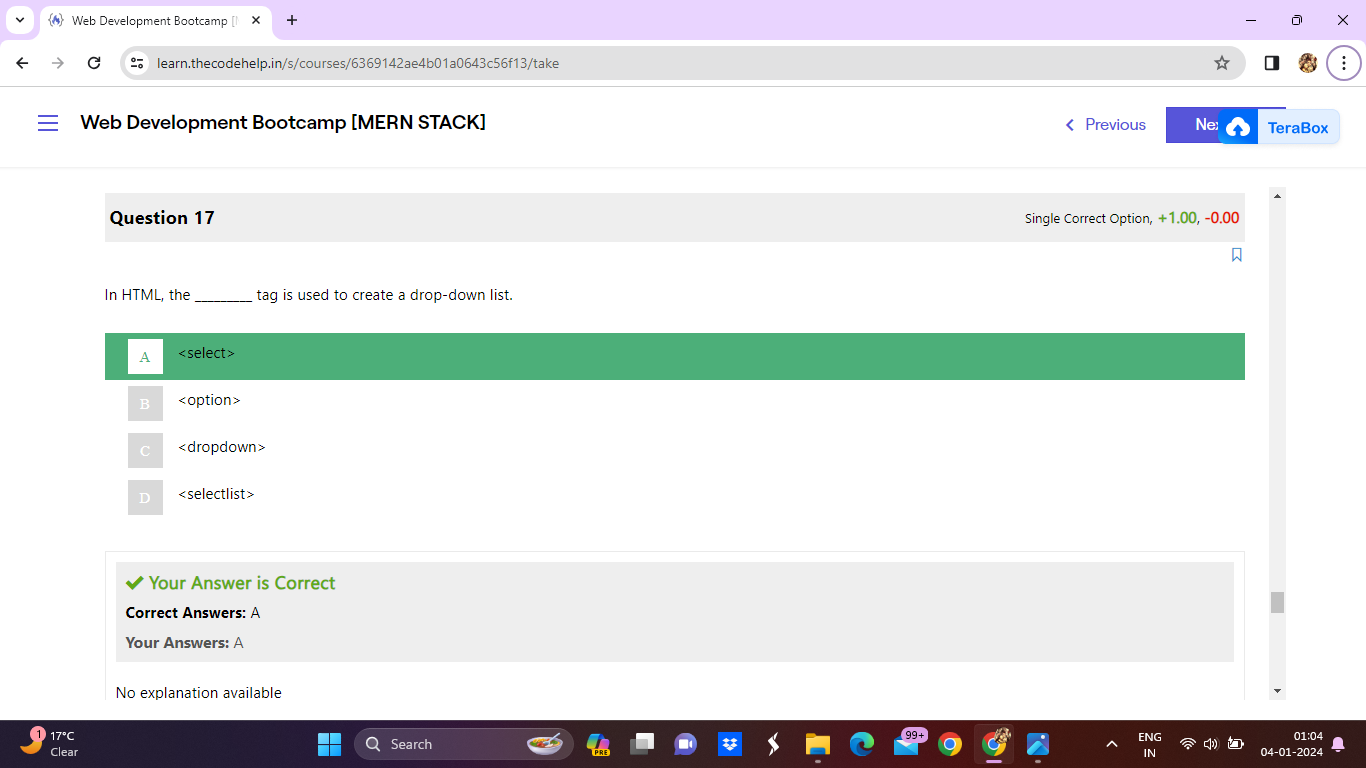 Web Development Bootcamp [
learn.thecodehelp.in/s/courses/6369142ae4b01a0643c56f13/take
Web Development Bootcamp [MERN STACK]
Previous
TeraBox
Question 17
Single Correct Option, +1.00, -0.00
In HTML, the _________ tag is used to create a drop-down list.
A <select>
B <option>
C <dropdown>
D <selectlist>
Your Answer is Correct
Correct Answers: A
Your Answers: A
No explanation available
1
17°C
Clear
Search
PRE
99+
ENG
IN
01:04
04-01-2024